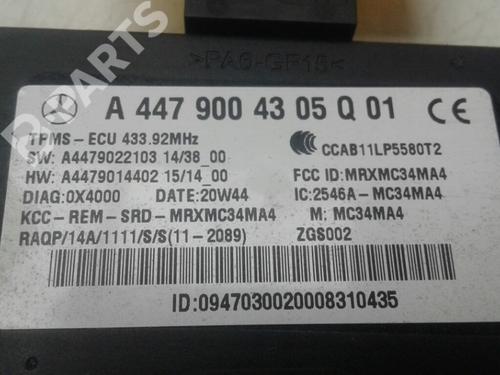 >PA6-GF15<
B PARTS
A 447 900 43 05 Q 01
TPMS-ECU 433.92MHz
CCAB11LP5580T2
SW: A4479022103 14/38_00
HW: A4479014402 15/14_00
FCC ID:MRXMC34MA4
DIAG:0X4000 DATE:20W44
IC:2546A-MC34MA4
KCC-REM-SRD-MRXMC34MA4
M: MC34MA4
RAQP/14A/1111/S/S(11-2089)
ZGS002
ID:0947030020008310435